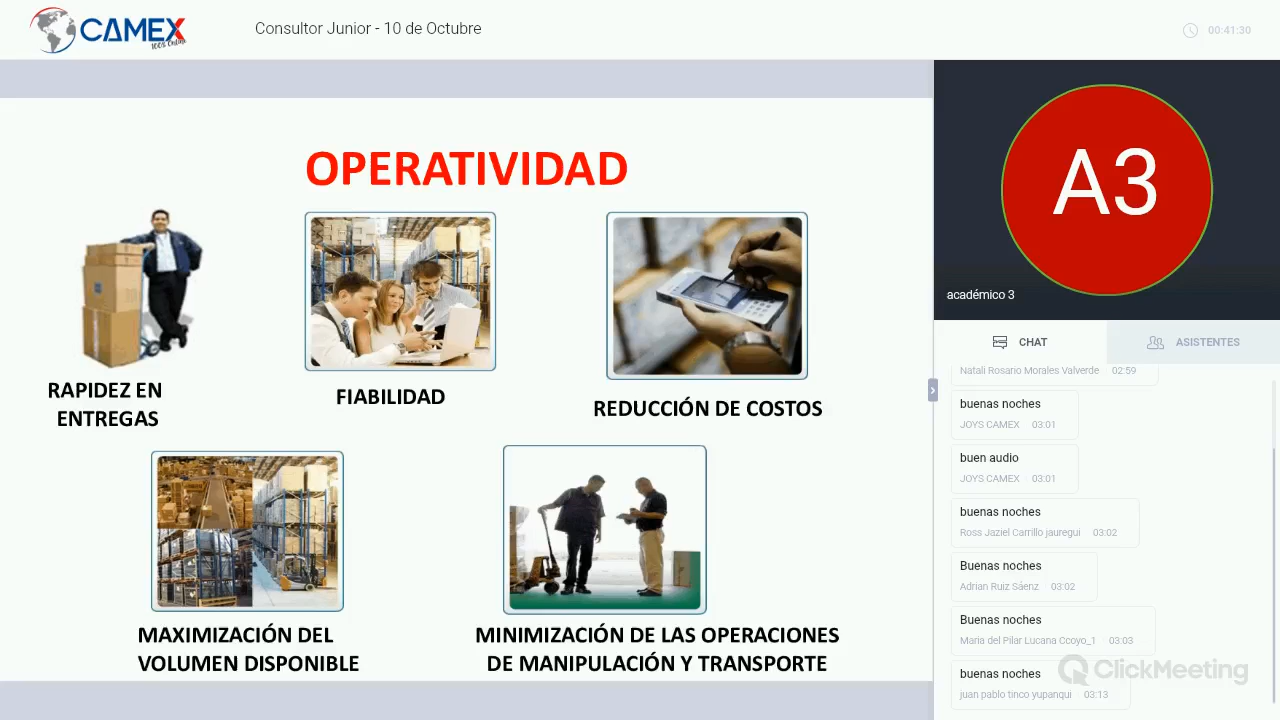 CAMEX
100% Online
Consultor Junior - 10 de Octubre
00:41:30
OPERATIVIDAD
RAPIDEZ EN
ENTREGAS
FIABILIDAD
REDUCCIÓN DE COSTOS
MAXIMIZACIÓN DEL
VOLUMEN DISPONIBLE
MINIMIZACIÓN DE LAS OPERACIONES
DE MANIPULACIÓN Y TRANSPORTE
A3
académico 3
CHAT
ASISTENTES
Natali Rosario Morales Valverde 02:59
buenas noches
JOYS CAMEX 03:01
buen audio
JOYS CAMEX 03:01
buenas noches
Ross Jaziel Carrillo jauregui 03:02
Buenas noches
Adrian Ruiz Sáenz 03:02
Buenas noches
Maria del Pilar Lucana Ccoyo_1 03:03
buenas noches
juan pablo tinco yupanqui 03:13
ClickMeeting